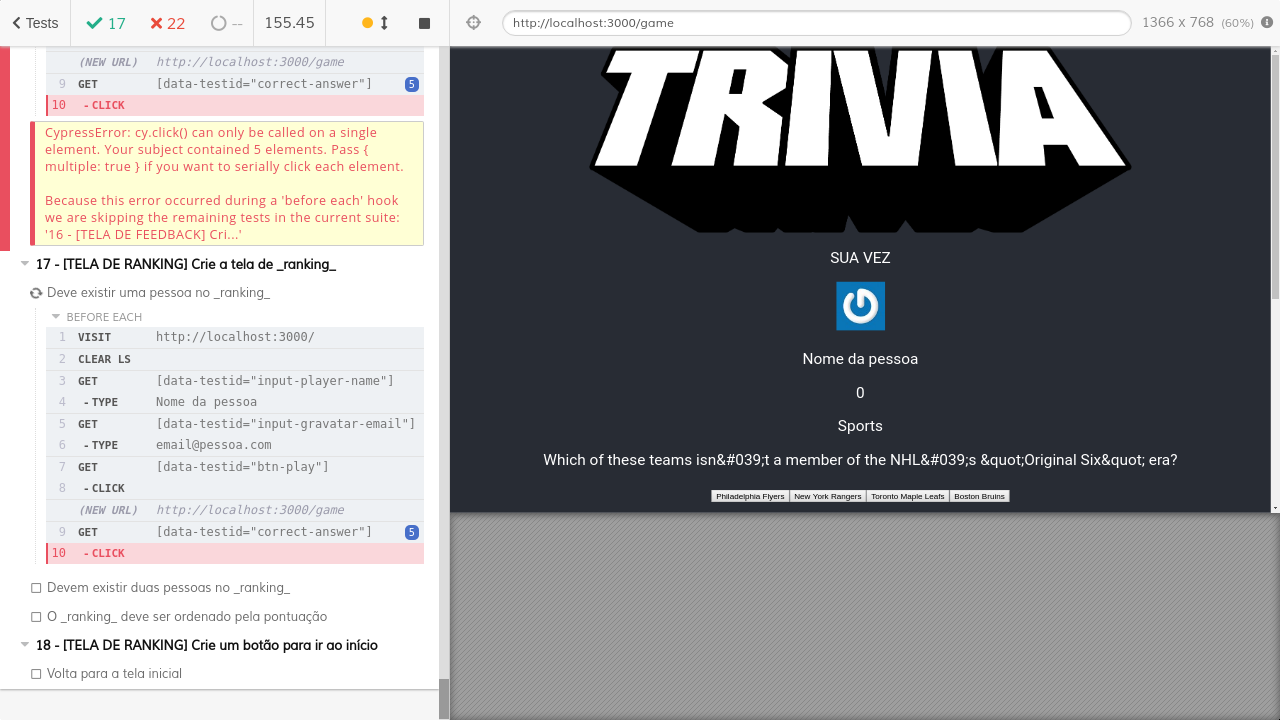 Tests
17
22
--
155.45
http://localhost:3000/game
1366 x 768 (60%)
(NEW URL) http://localhost:3000/game
9 GET [data-testid="correct-answer"] 5
10 - CLICK
CypressError: cy.click() can only be called on a single
element. Your subject contained 5 elements. Pass {
multiple: true } if you want to serially click each element.
Because this error occurred during a 'before each' hook
we are skipping the remaining tests in the current suite:
'16 - [TELA DE FEEDBACK] Cri...'
17 - [TELA DE RANKING] Crie a tela de _ranking_
Deve existir uma pessoa no _ranking_
BEFORE EACH
1 VISIT http://localhost:3000/
2 CLEAR LS
3 GET [data-testid="input-player-name"]
4 - TYPE Nome da pessoa
5 GET [data-testid="input-gravatar-email"]
6 - TYPE email@pessoa.com
7 GET [data-testid="btn-play"]
8 - CLICK
(NEW URL) http://localhost:3000/game
9 GET [data-testid="correct-answer"] 5
10 - CLICK
Devem existir duas pessoas no _ranking_
O _ranking_ deve ser ordenado pela pontuação
18 - [TELA DE RANKING] Crie um botão para ir ao início
Volta para a tela inicial
TRIVIA
SUA VEZ
Nome da pessoa
0
Sports
Which of these teams isn&#039;t a member of the NHL&#039;s &quot;Original Six&quot; era?
Philadelphia Flyers New York Rangers Toronto Maple Leafs Boston Bruins